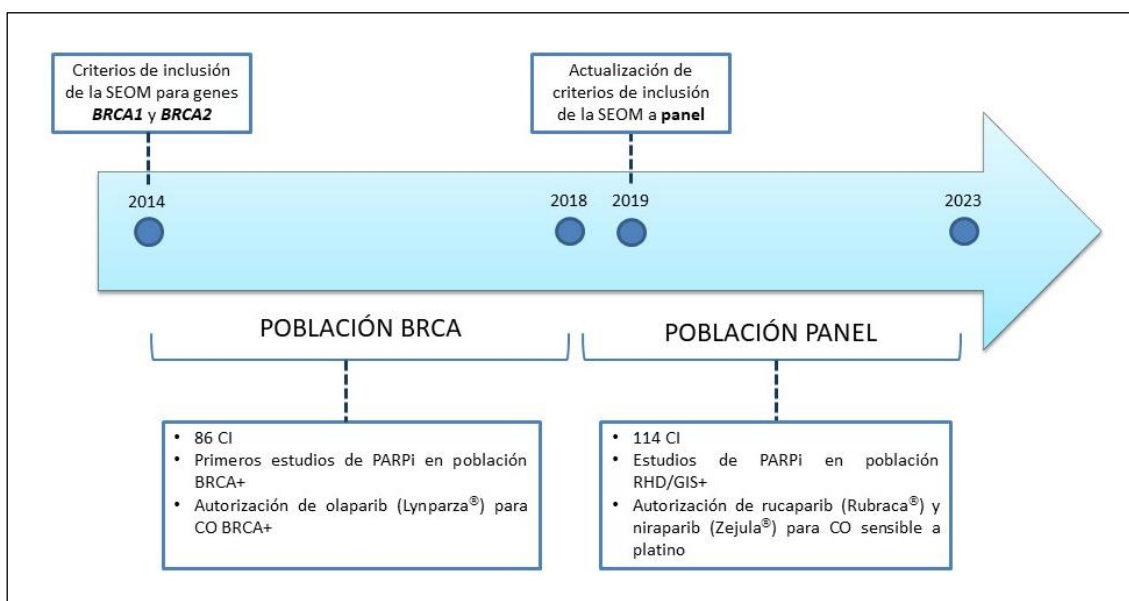 Criterios de inclusión
de la SEOM para genes
BRCA1 y BRCA2
Actualización de
criterios de inclusión
de la SEOM a panel
2014
2018
2019
2023
POBLACIÓN BRCA
POBLACIÓN PANEL
• 86 CI
• Primeros estudios de PARPi en población
BRCA+
• Autorización de olaparib (Lynparza®) para
CO BRCA+
• 114 CI
• Estudios de PARPi en población
RHD/GIS+
• Autorización de rucaparib (Rubraca®) y
niraparib (Zejula®) para CO sensible a
platino